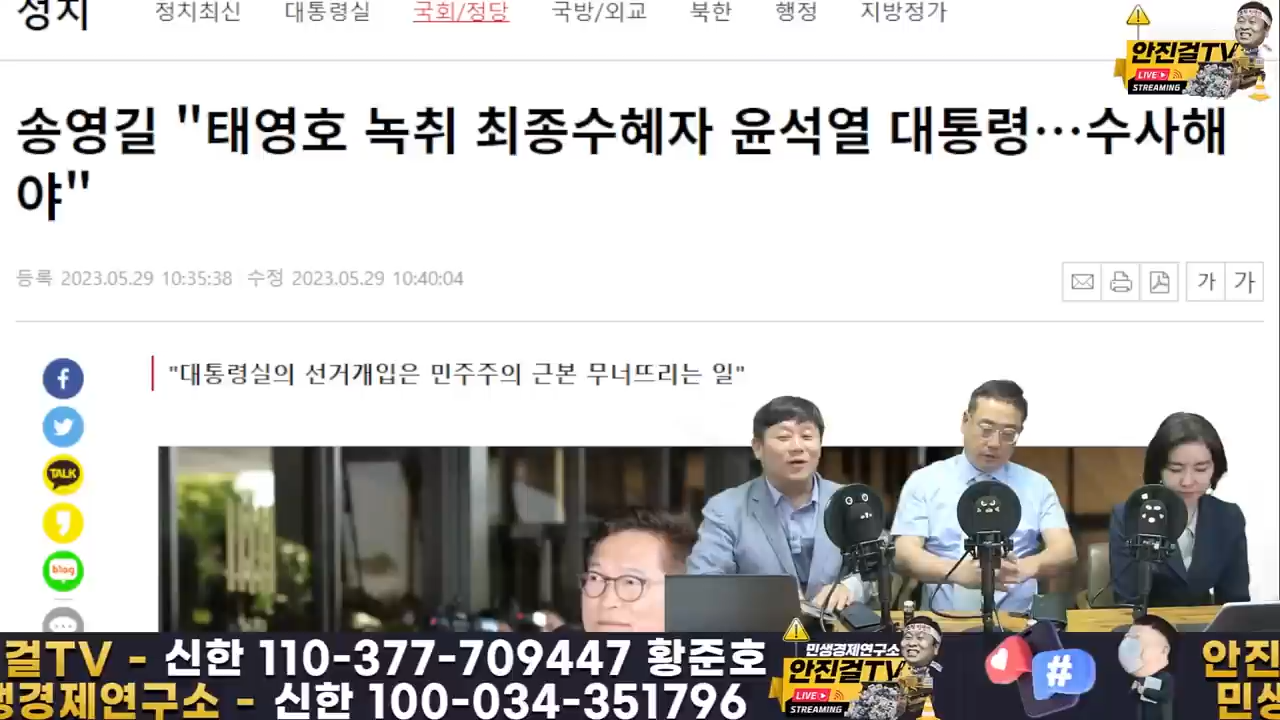 정치
정치최신 대통령실 국회/정당 국방/외교 북한 행정 지방정가
안진걸TV
LIVE
STREAMING
송영길 "태영호 녹취 최종수혜자 윤석열 대통령…수사해
야"
등록 2023.05.29 10:35:38 수정 2023.05.29 10:40:04
가 가
"대통령실의 선거개입은 민주주의 근본 무너뜨리는 일"
TALK
blog
걸TV - 신한 110-377-709447 황준호
생경제연구소 - 신한 100-034-351796
민생경제연구소
안진걸TV
LIVE
STREAMING
#
안진
민생